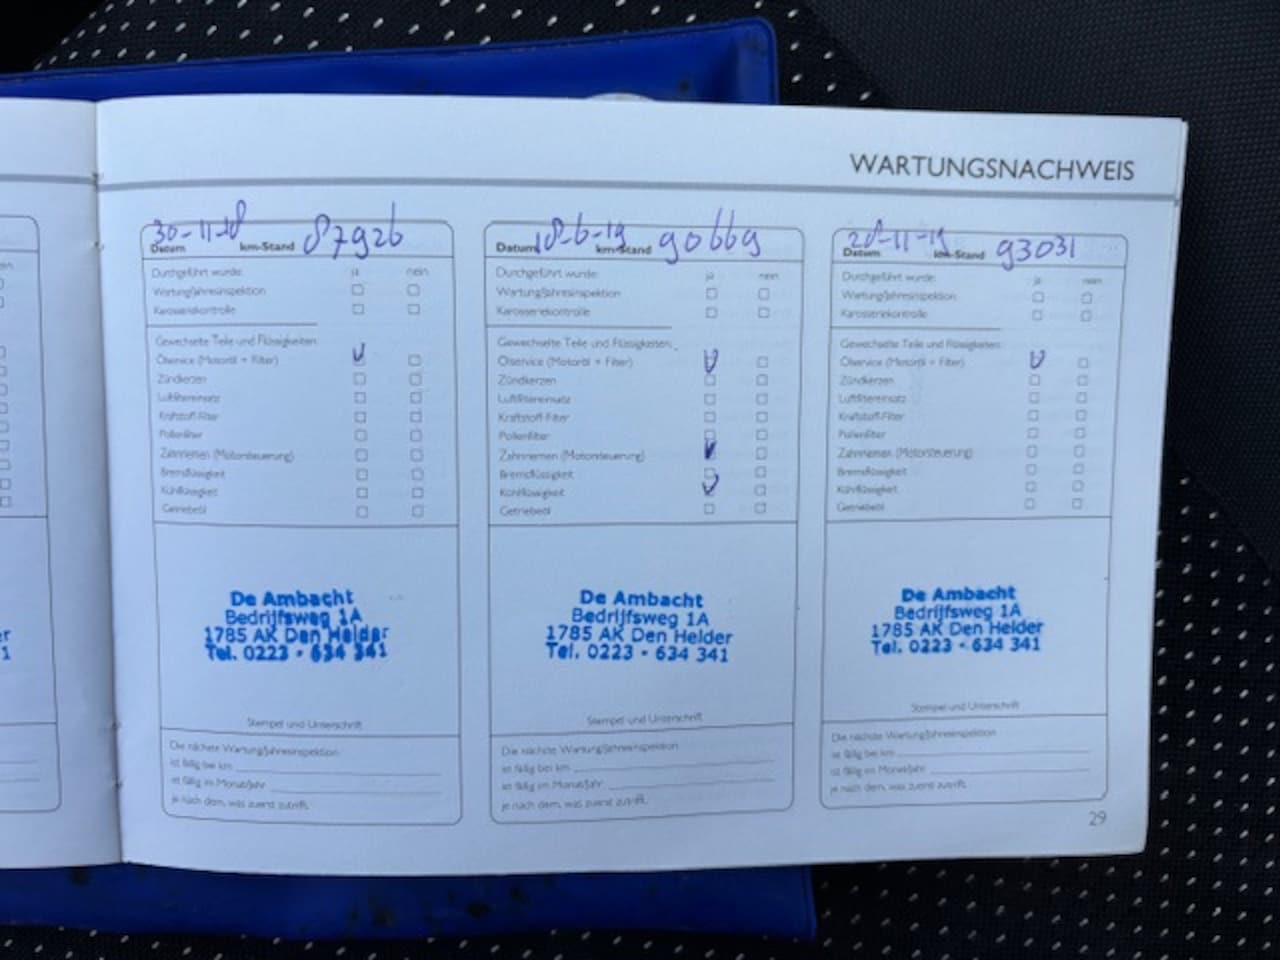 WARTUNGSNACHWEIS
30-11-18 87926
Datum km-Stand
Durchgeführt wurde: ja nein
Wartung/Jahresinspektion
Karosseriekontrolle
Gewechselte Teile und Flüssigkeiten:
Ölservice (Motoröl + Filter)
Zündkerzen
Luftfiltereinsatz
Kraftstoff-Filter
Pollenfilter
Zahnriemen (Motorsteuerung)
Bremsflüssigkeit
Kühlflüssigkeit
Getriebeöl
De Ambacht
Bedrijfsweg 1A
1785 AK Den Helder
Tel. 0223 - 634 341
Stempel und Unterschrift
Die nächste Wartung/Jahresinspektion
ist fällig bei km
ist fällig im Monat/Jahr
je nach dem, was zuerst zutrifft.
18-6-19 90669
Datum km-Stand
Durchgeführt wurde: ja nein
Wartung/Jahresinspektion
Karosseriekontrolle
Gewechselte Teile und Flüssigkeiten:
Ölservice (Motoröl + Filter)
Zündkerzen
Luftfiltereinsatz
Kraftstoff-Filter
Pollenfilter
Zahnriemen (Motorsteuerung)
Bremsflüssigkeit
Kühlflüssigkeit
Getriebeöl
De Ambacht
Bedrijfsweg 1A
1785 AK Den Helder
Tel. 0223 - 634 341
Stempel und Unterschrift
Die nächste Wartung/Jahresinspektion
ist fällig bei km
ist fällig im Monat/Jahr
je nach dem, was zuerst zutrifft.
28-11-19 93031
Datum km-Stand
Durchgeführt wurde: ja nein
Wartung/Jahresinspektion
Karosseriekontrolle
Gewechselte Teile und Flüssigkeiten:
Ölservice (Motoröl + Filter)
Zündkerzen
Luftfiltereinsatz
Kraftstoff-Filter
Pollenfilter
Zahnriemen (Motorsteuerung)
Bremsflüssigkeit
Kühlflüssigkeit
Getriebeöl
De Ambacht
Bedrijfsweg 1A
1785 AK Den Helder
Tel. 0223 - 634 341
Stempel und Unterschrift
Die nächste Wartung/Jahresinspektion
ist fällig bei km
ist fällig im Monat/Jahr
je nach dem, was zuerst zutrifft.
29